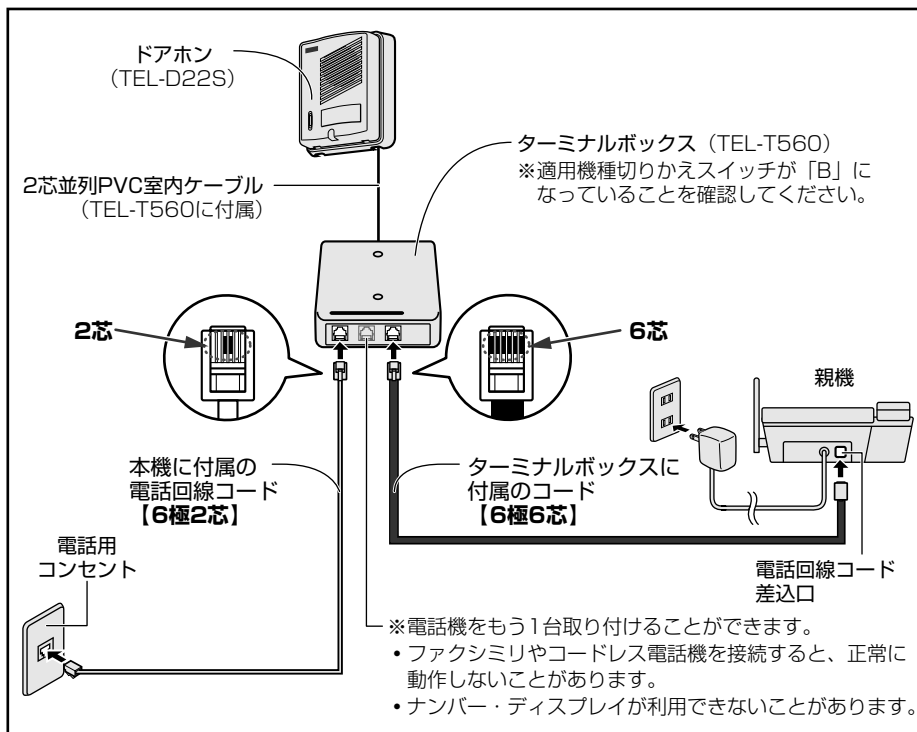 ドアホン
（TEL-D22S）
ターミナルボックス（TEL-T560）
※適用機種切りかえスイッチが「B」に
なっていることを確認してください。
2芯並列PVC室内ケーブル
（TEL-T560に付属）
2芯
6芯
親機
本機に付属の
電話回線コード
【6極2芯】
ターミナルボックスに
付属のコード
【6極6芯】
電話用
コンセント
電話回線コード
差込口
※電話機をもう1台取り付けることができます。
•ファクシミリやコードレス電話機を接続すると、正常に
動作しないことがあります。
•ナンバー・ディスプレイが利用できないことがあります。